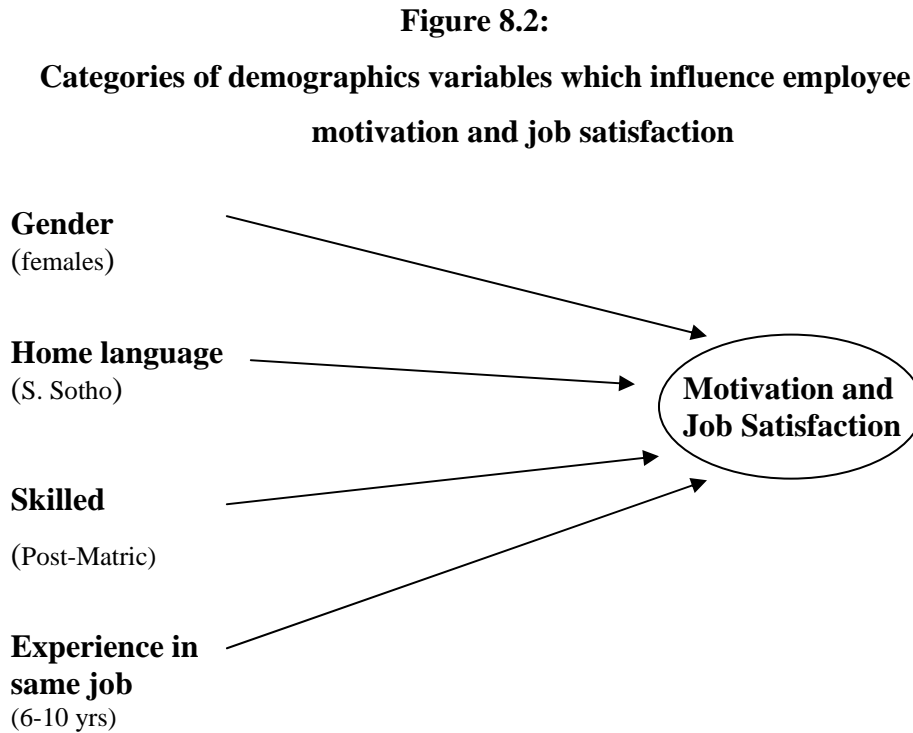 Figure 8.2:
Categories of demographics variables which influence employee
motivation and job satisfaction
Gender
(females)
Home language
(S. Sotho)
Motivation and
Job Satisfaction
Skilled
(Post-Matric)
Experience in
same job
(6-10 yrs)